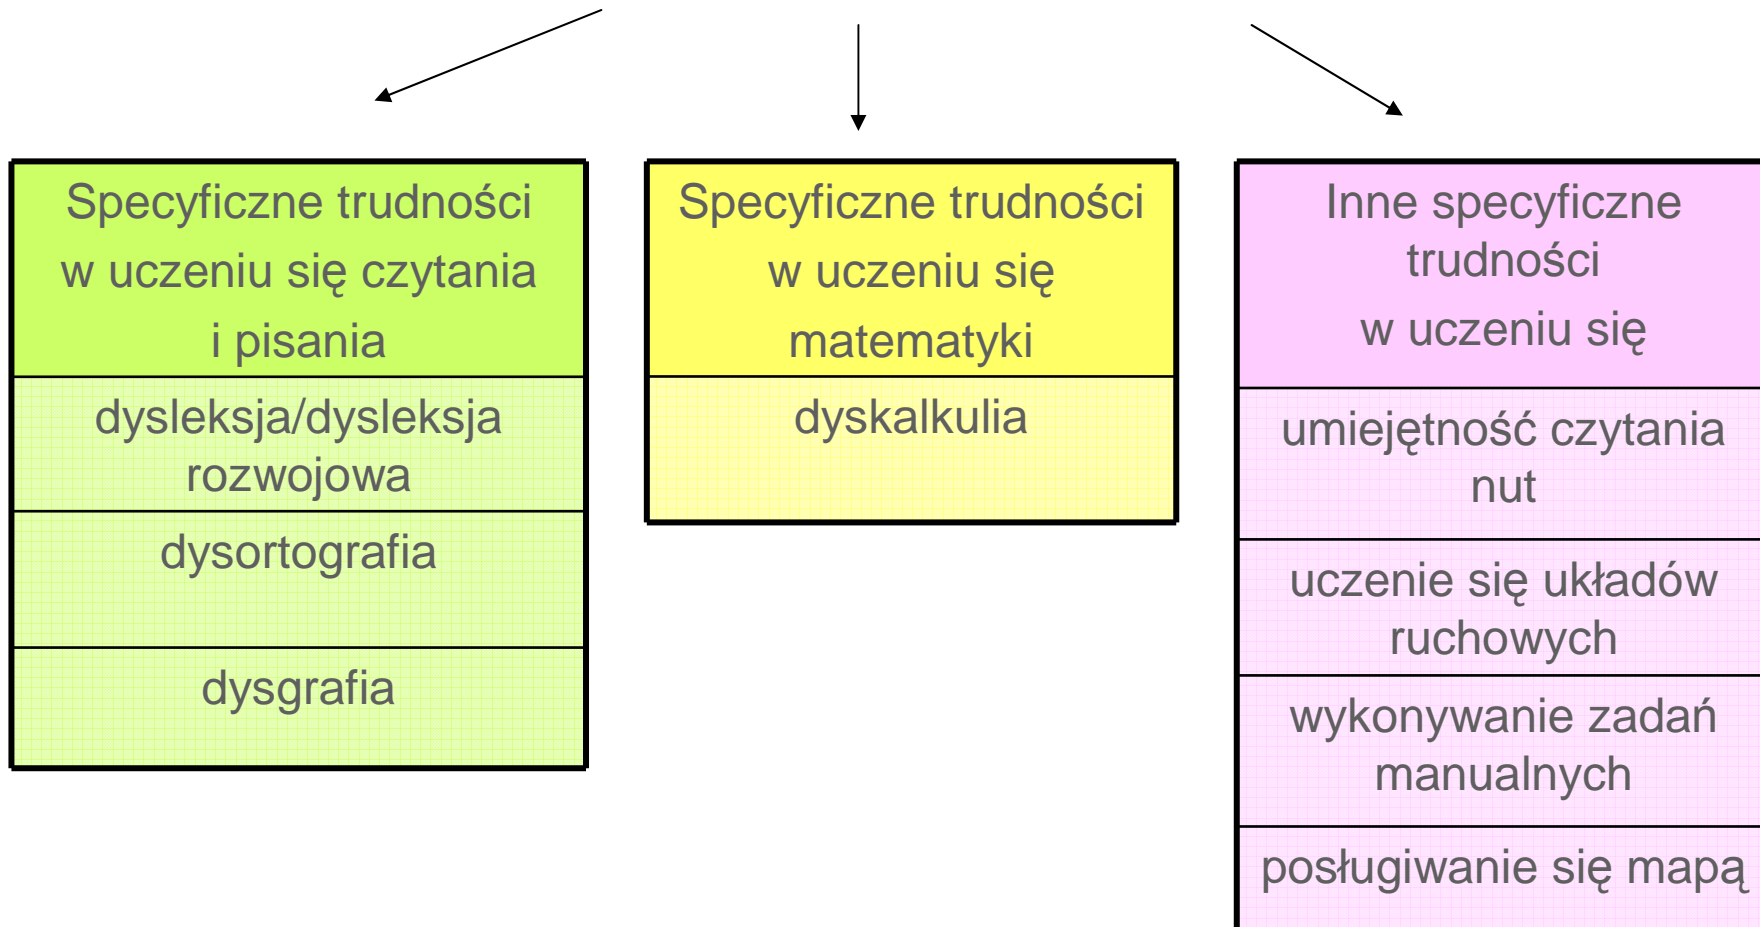 Specyficzne trudności
w uczeniu się czytania
i pisania
dysleksja/dysleksja
rozwojowa
dysortografia
dysgrafia
Specyficzne trudności
w uczeniu się
matematyki
dyskalkulia
Inne specyficzne
trudności
w uczeniu się
umiejętność czytania
nut
uczenie się układów
ruchowych
wykonywanie zadań
manualnych
posługiwanie się mapą